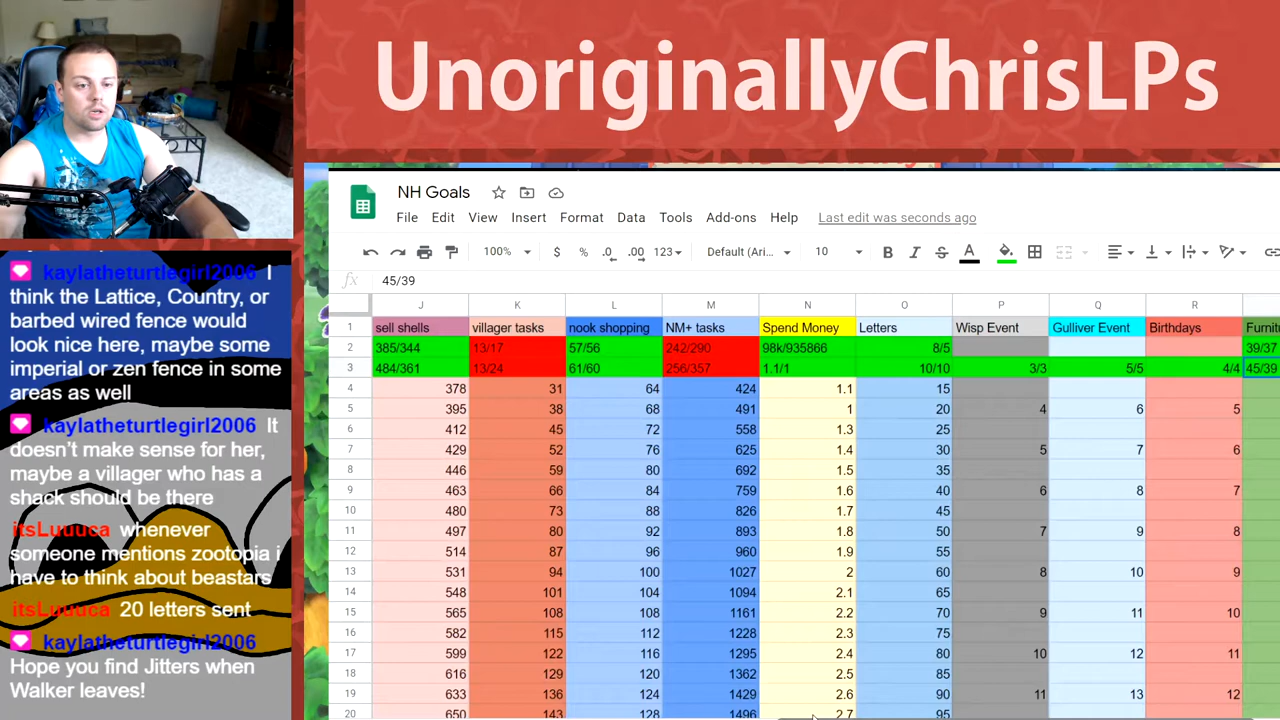 UnoriginallyChrisLPs
NH Goals
File Edit View Insert Format Data Tools Add-ons Help Last edit was seconds ago
100% $ % .0 .00 123 Default (Ari... 10 B I S A
fx 45/39
J K L M N O P Q R
1 sell shells villager tasks nook shopping NM+ tasks Spend Money Letters Wisp Event Gulliver Event Birthdays Furnitu
2 385/344 13/17 57/56 242/290 98k/935866 8/5 39/37
3 484/361 13/24 61/60 256/357 1.1/1 10/10 3/3 5/5 4/4 45/39
4 378 31 64 424 1.1 15
5 395 38 68 491 1 20 4 6 5
6 412 45 72 558 1.3 25
7 429 52 76 625 1.4 30 5 7 6
8 446 59 80 692 1.5 35
9 463 66 84 759 1.6 40 6 8 7
10 480 73 88 826 1.7 45
11 497 80 92 893 1.8 50 7 9 8
12 514 87 96 960 1.9 55
13 531 94 100 1027 2 60 8 10 9
14 548 101 104 1094 2.1 65
15 565 108 108 1161 2.2 70 9 11 10
16 582 115 112 1228 2.3 75
17 599 122 116 1295 2.4 80 10 12 11
18 616 129 120 1362 2.5 85
19 633 136 124 1429 2.6 90 11 13 12
20 650 143 128 1496 2.7 95
kaylatheturtlegirl2006 I
think the Lattice, Country, or
barbed wired fence would
look nice here, maybe some
imperial or zen fence in some
areas as well
kaylatheturtlegirl2006 It
doesn't make sense for her,
maybe a villager who has a
shack should be there
itsLuuuca whenever
someone mentions zootopia i
have to think about beastars
itsLuuuca 20 letters sent
kaylatheturtlegirl2006
Hope you find Jitters when
Walker leaves!